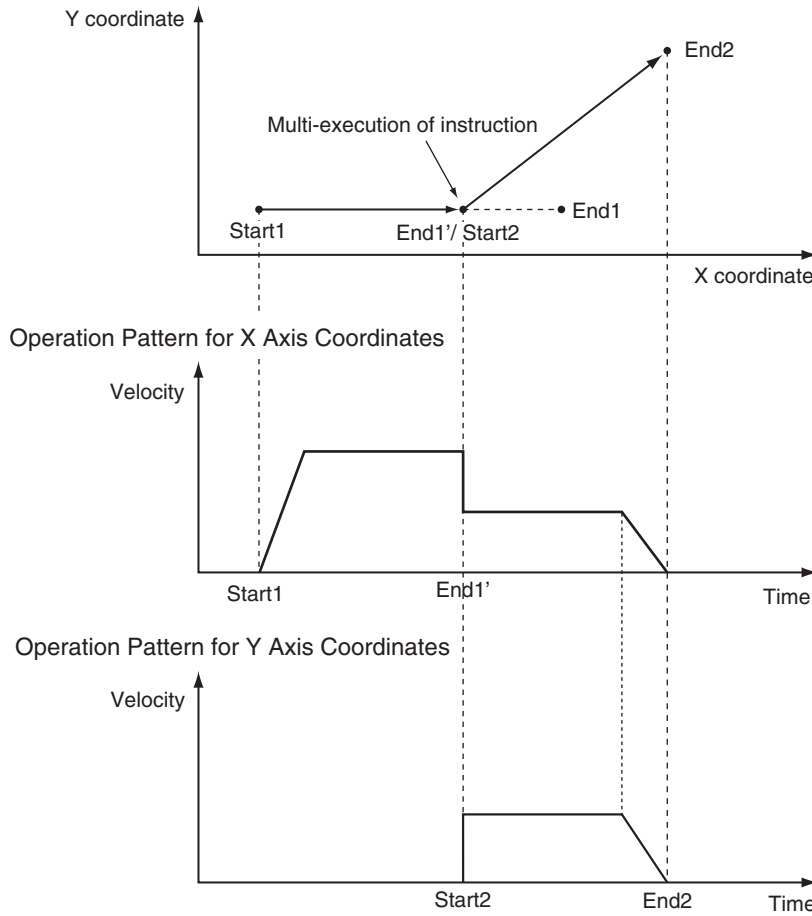 Y coordinate
End2
Multi-execution of instruction
End1
Start1
End1’/ Start2
X coordinate
Operation Pattern for X Axis Coordinates
Velocity
Start1
End1’
Time
Operation Pattern for Y Axis Coordinates
Velocity
Start2
End2
Time